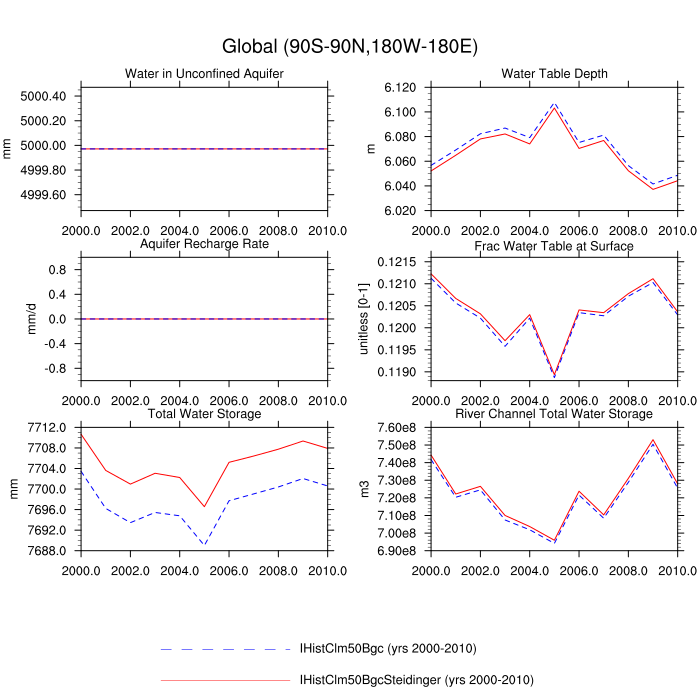 Global (90S-90N,180W-180E)
Water in Unconfined Aquifer
Water Table Depth
5000.40
5000.20
5000.00
4999.80
4999.60
mm
2000.0 2002.0 2004.0 2006.0 2008.0 2010.0
6.120
6.100
6.080
6.060
6.040
6.020
m
2000.0 2002.0 2004.0 2006.0 2008.0 2010.0
Aquifer Recharge Rate
Frac Water Table at Surface
0.8
0.4
0.0
-0.4
-0.8
mm/d
2000.0 2002.0 2004.0 2006.0 2008.0 2010.0
0.1215
0.1210
0.1205
0.1200
0.1195
0.1190
unitless [0-1]
2000.0 2002.0 2004.0 2006.0 2008.0 2010.0
Total Water Storage
River Channel Total Water Storage
7712.0
7708.0
7704.0
7700.0
7696.0
7692.0
7688.0
mm
2000.0 2002.0 2004.0 2006.0 2008.0 2010.0
7.60e8
7.50e8
7.40e8
7.30e8
7.20e8
7.10e8
7.00e8
6.90e8
m3
2000.0 2002.0 2004.0 2006.0 2008.0 2010.0
IHistClm50Bgc (yrs 2000-2010)
IHistClm50BgcSteidinger (yrs 2000-2010)